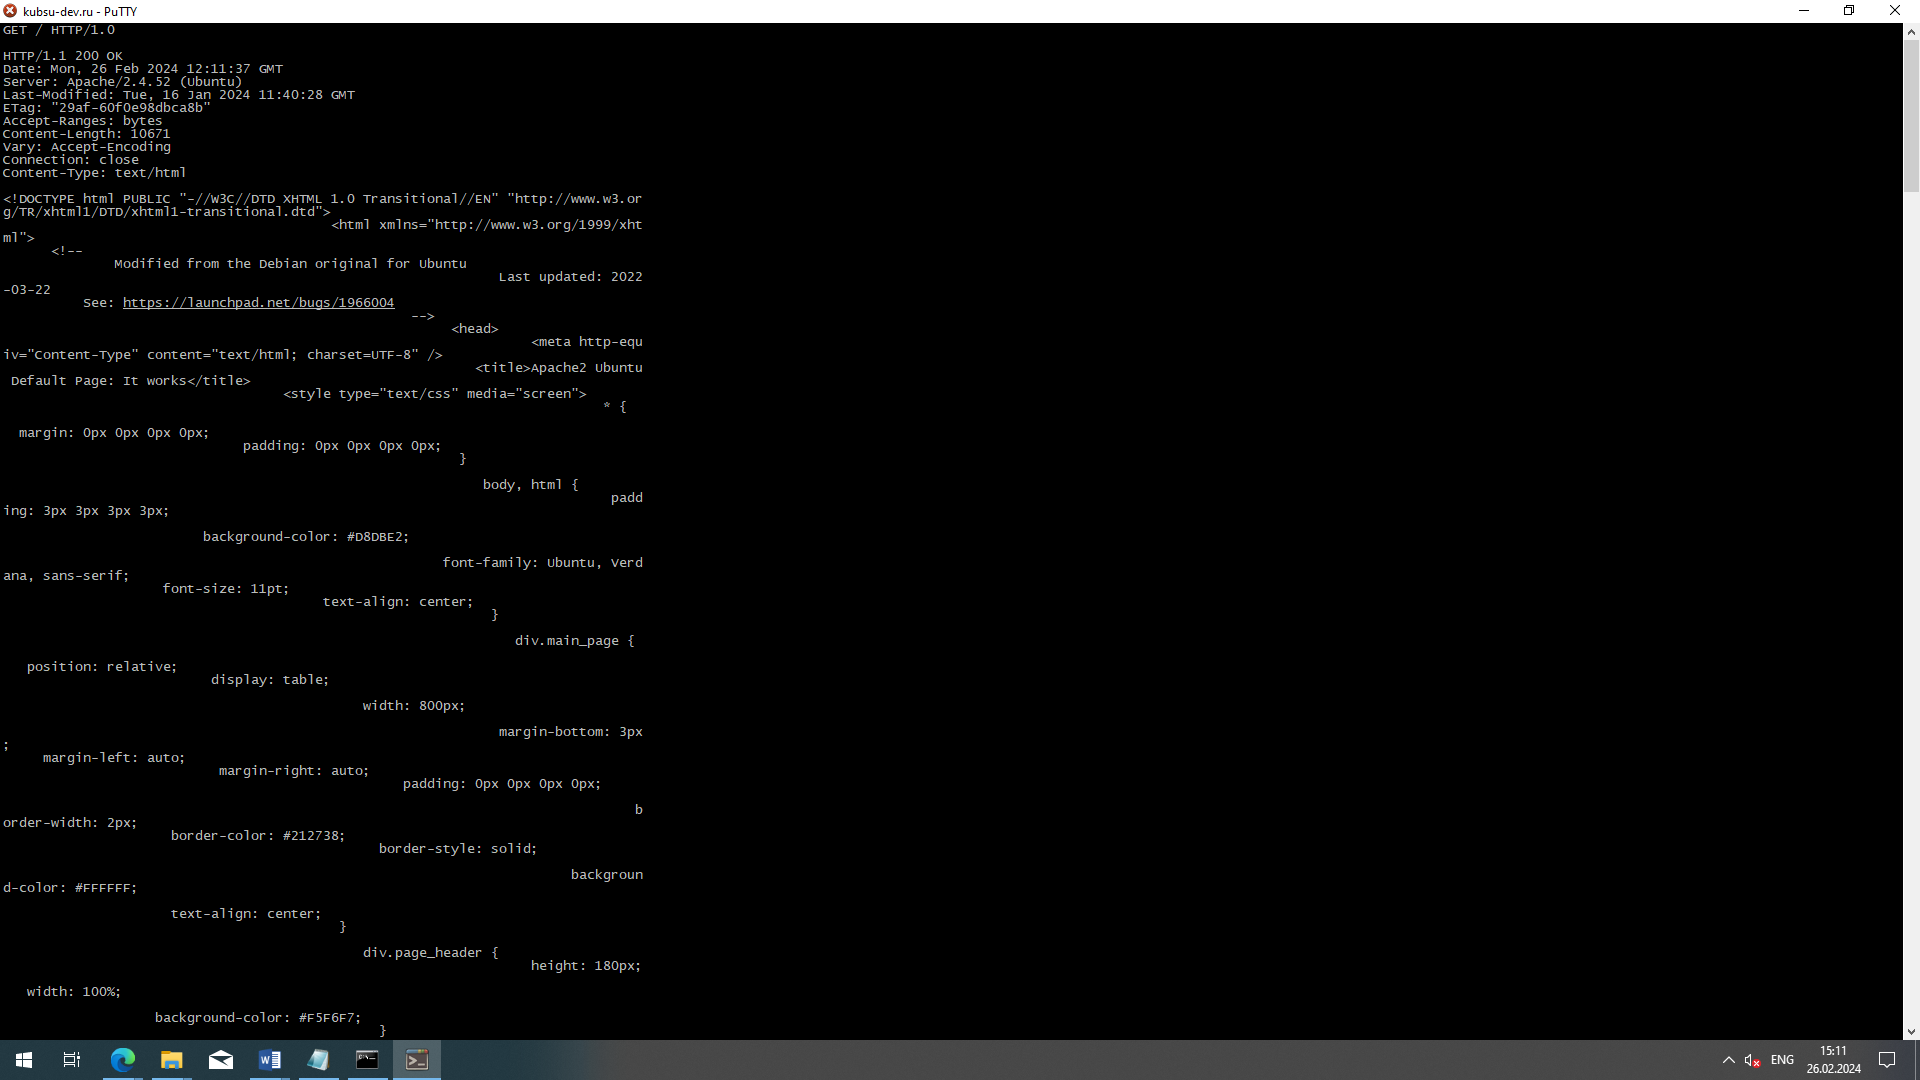 kubsu-dev.ru - PuTTY
GET / HTTP/1.0
HTTP/1.1 200 OK
Date: Mon, 26 Feb 2024 12:11:37 GMT
Server: Apache/2.4.52 (Ubuntu)
Last-Modified: Tue, 16 Jan 2024 11:40:28 GMT
ETag: "29af-60f0e98dbca8b"
Accept-Ranges: bytes
Content-Length: 10671
Vary: Accept-Encoding
Connection: close
Content-Type: text/html
<!DOCTYPE html PUBLIC "-//W3C//DTD XHTML 1.0 Transitional//EN" "http://www.w3.or
g/TR/xhtml1/DTD/xhtml1-transitional.dtd">
<html xmlns="http://www.w3.org/1999/xht
ml">
<!--
Modified from the Debian original for Ubuntu
Last updated: 2022
-03-22
See: https://launchpad.net/bugs/1966004
-->
<head>
<meta http-equ
iv="Content-Type" content="text/html; charset=UTF-8" />
<title>Apache2 Ubuntu
Default Page: It works</title>
<style type="text/css" media="screen">
* {
margin: 0px 0px 0px 0px;
padding: 0px 0px 0px 0px;
}
body, html {
padd
ing: 3px 3px 3px 3px;
background-color: #D8DBE2;
font-family: Ubuntu, Verd
ana, sans-serif;
font-size: 11pt;
text-align: center;
}
div.main_page {
position: relative;
display: table;
width: 800px;
margin-bottom: 3px
;
margin-left: auto;
margin-right: auto;
padding: 0px 0px 0px 0px;
b
order-width: 2px;
border-color: #212738;
border-style: solid;
backgroun
d-color: #FFFFFF;
text-align: center;
}
div.page_header {
height: 180px;
width: 100%;
background-color: #F5F6F7;
}
ENG
15:11
26.02.2024